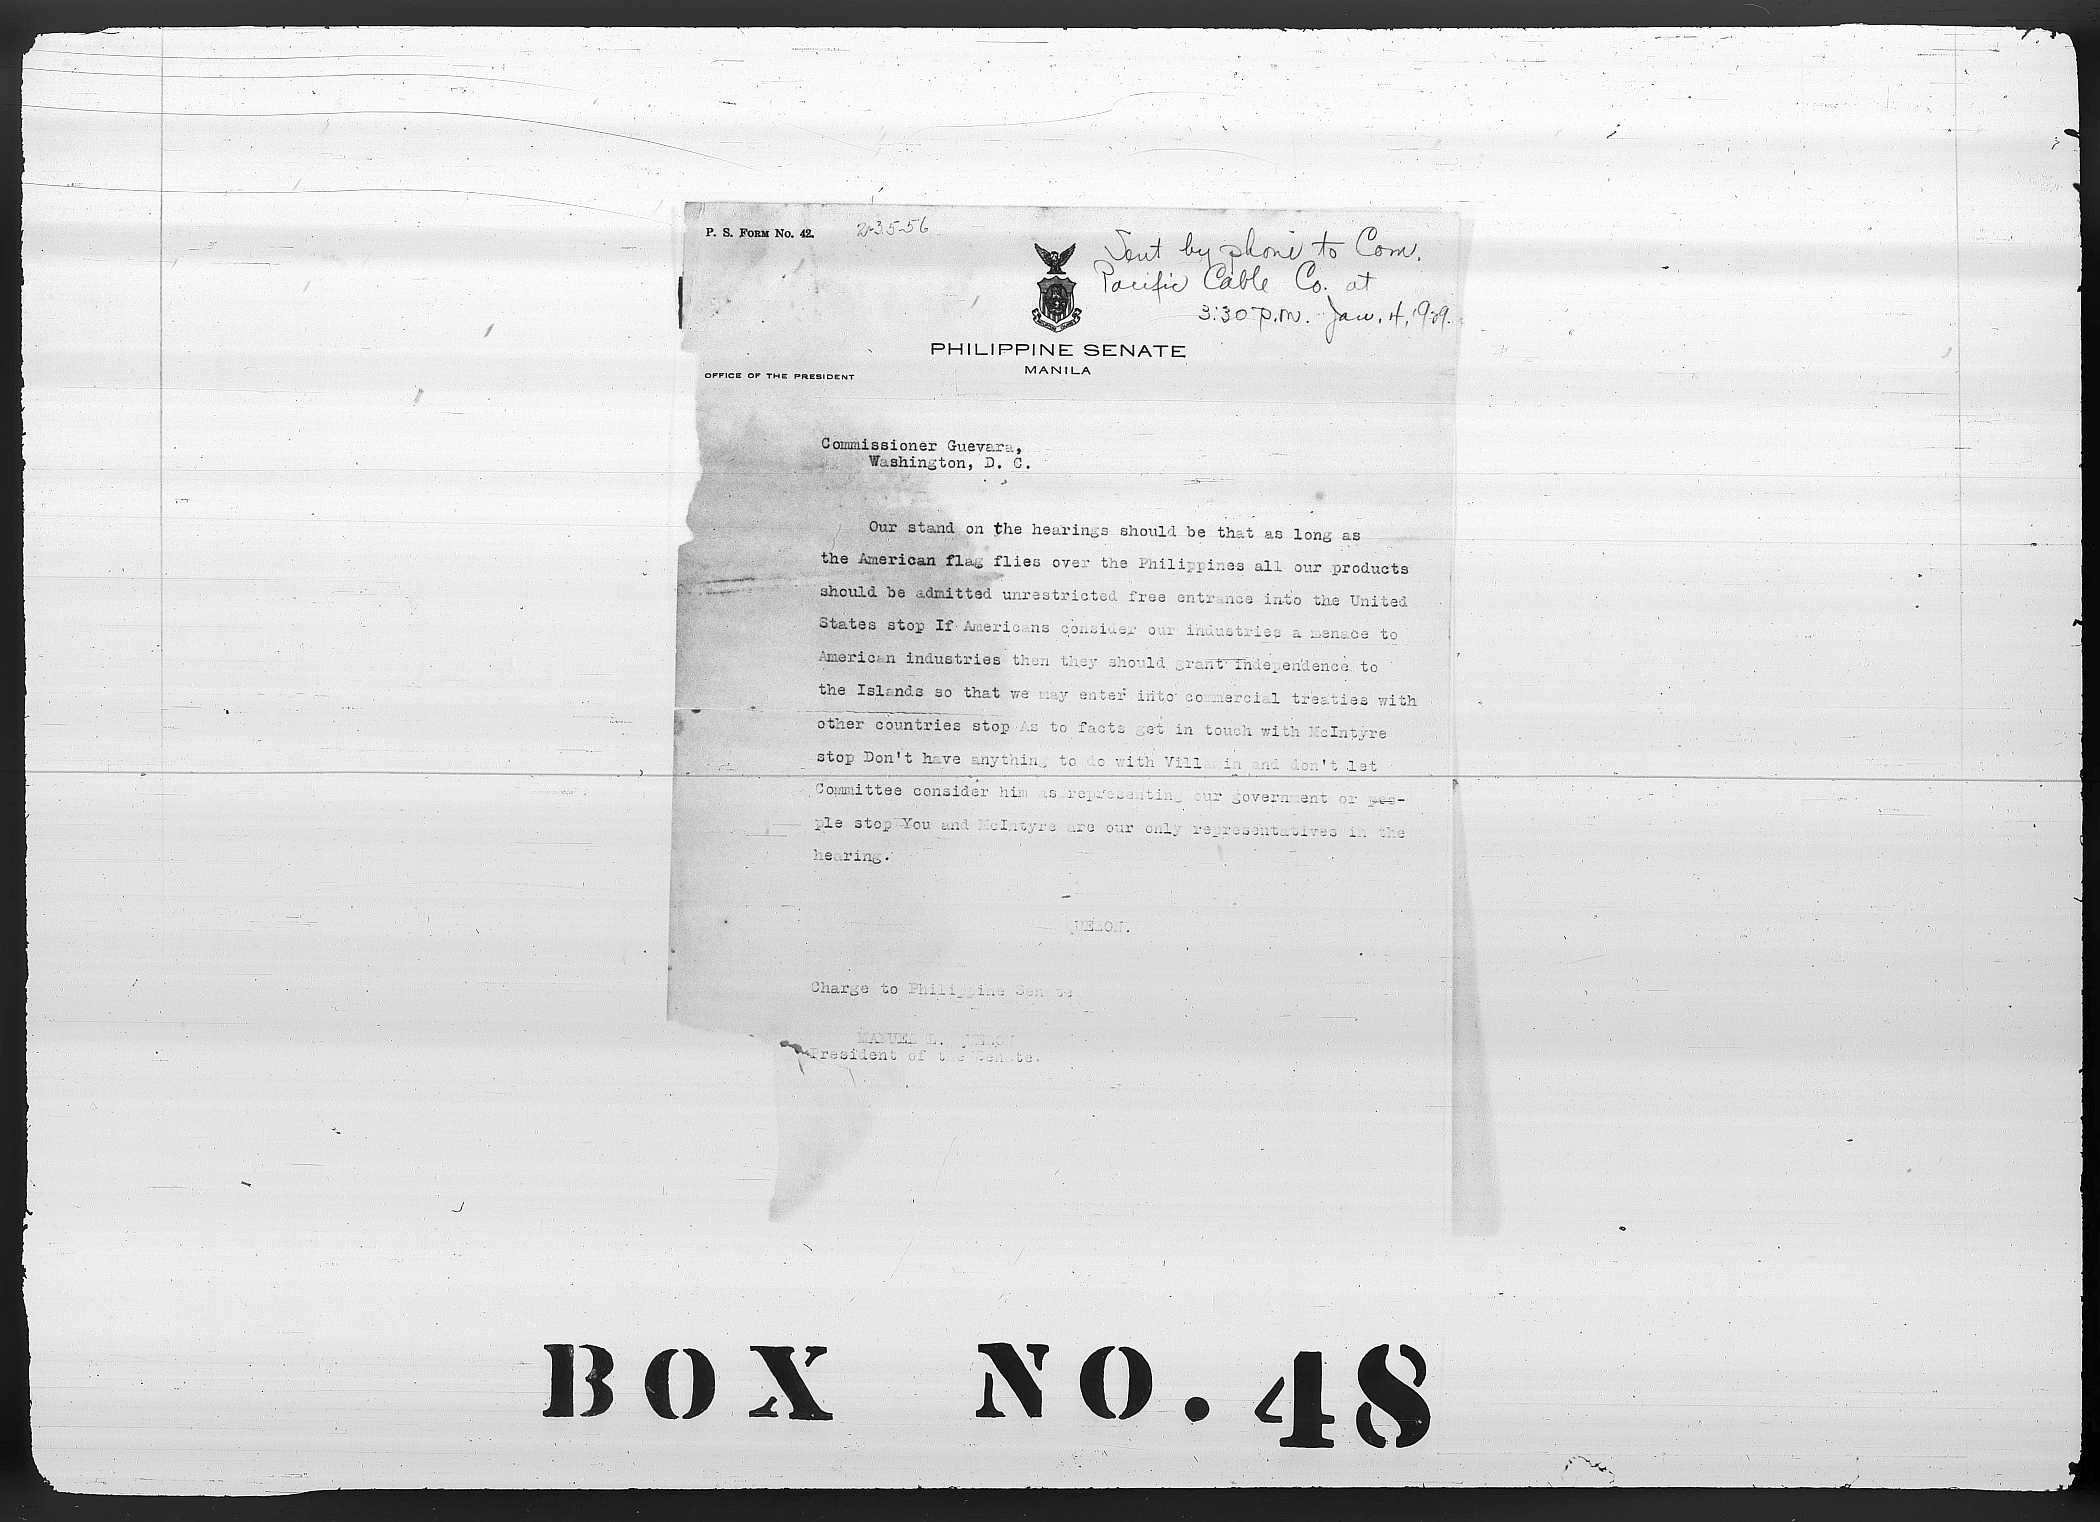 P. S. FORM NO. 42.
Sent by phone to Com.
Pacific Cable Co. at
3:30 p.m. Jan. 4, 1929.
PHILIPPINE SENATE
MANILA
OFFICE OF THE PRESIDENT
Commissioner Guevara,
Washington, D. C.
Our stand on the hearings should be that as long as
the American flag flies over the Philippines all our products
should be admitted unrestricted free entrance into the United
States stop If Americans consider our industries a menace to
American industries then they should grant Independence to
the Islands so that we may enter into commercial treaties with
other countries stop As to facts get in touch with McIntyre
stop Don't have anything to do with Villamin and don't let
Committee consider him as representing our government or peo-
ple stop You and McIntyre are our only representatives in the
hearing.
Charge to Philippine Senate
MANUEL L.
President of the Senate.
BOX NO. 48